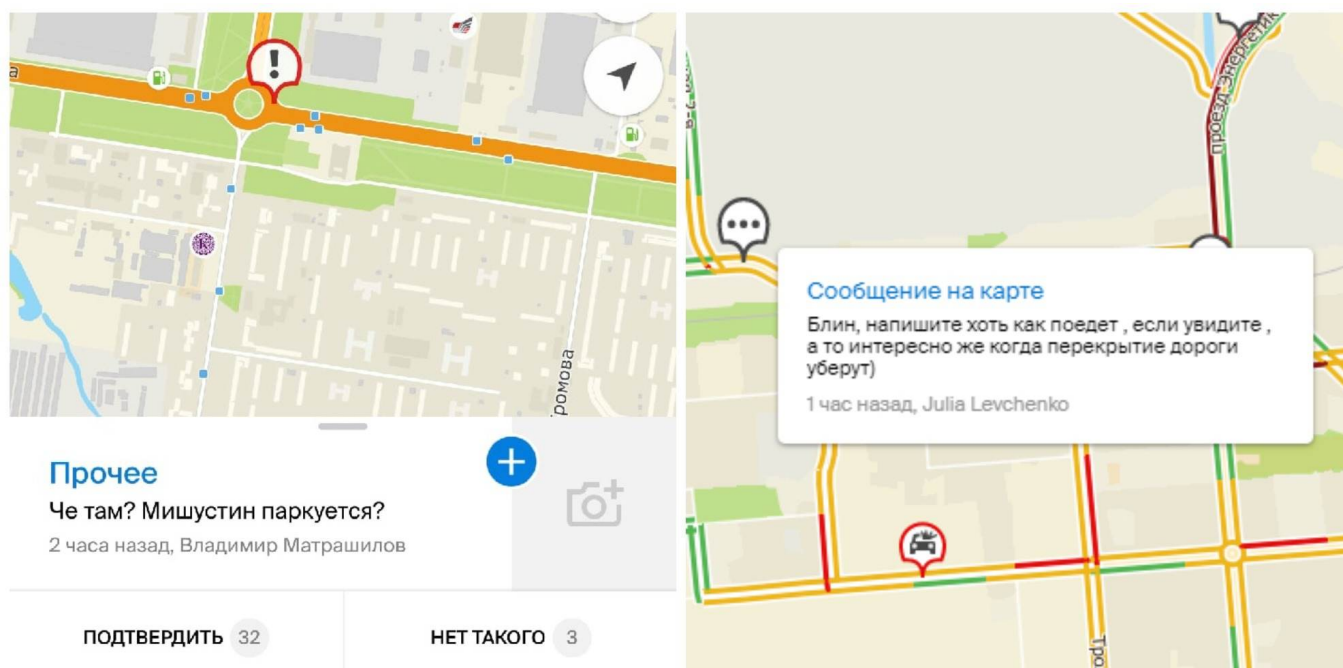 Громова
Прочее
Че там? Мишустин паркуется?
2 часа назад, Владимир Матрашилов
ПОДТВЕРДИТЬ 32
НЕТ ТАКОГО 3
проезд Энергетик
Сообщение на карте
Блин, напишите хоть как поедет , если увидите ,
а то интересно же когда перекрытие дороги
уберут)
1 час назад, Julia Levchenko
Тра